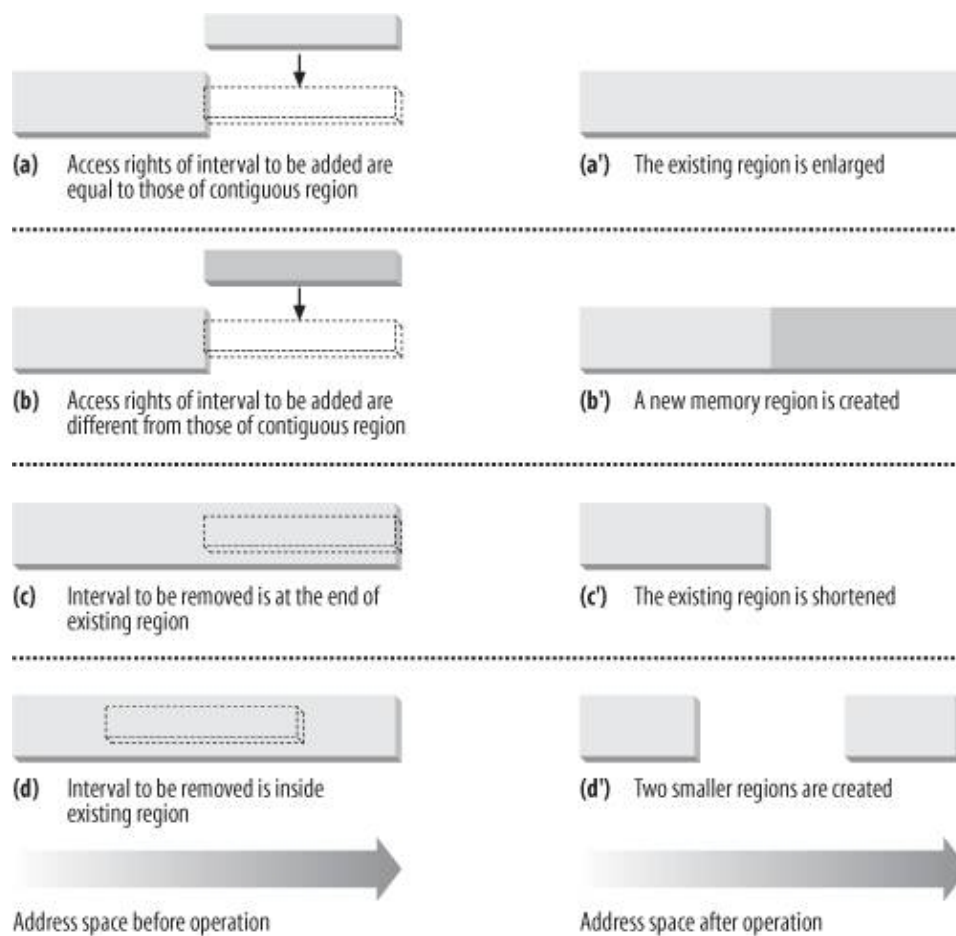 (a) Access rights of interval to be added are
equal to those of contiguous region
(a') The existing region is enlarged
(b) Access rights of interval to be added are
different from those of contiguous region
(b') A new memory region is created
(c) Interval to be removed is at the end of
existing region
(c') The existing region is shortened
(d) Interval to be removed is inside
existing region
(d') Two smaller regions are created
Address space before operation
Address space after operation